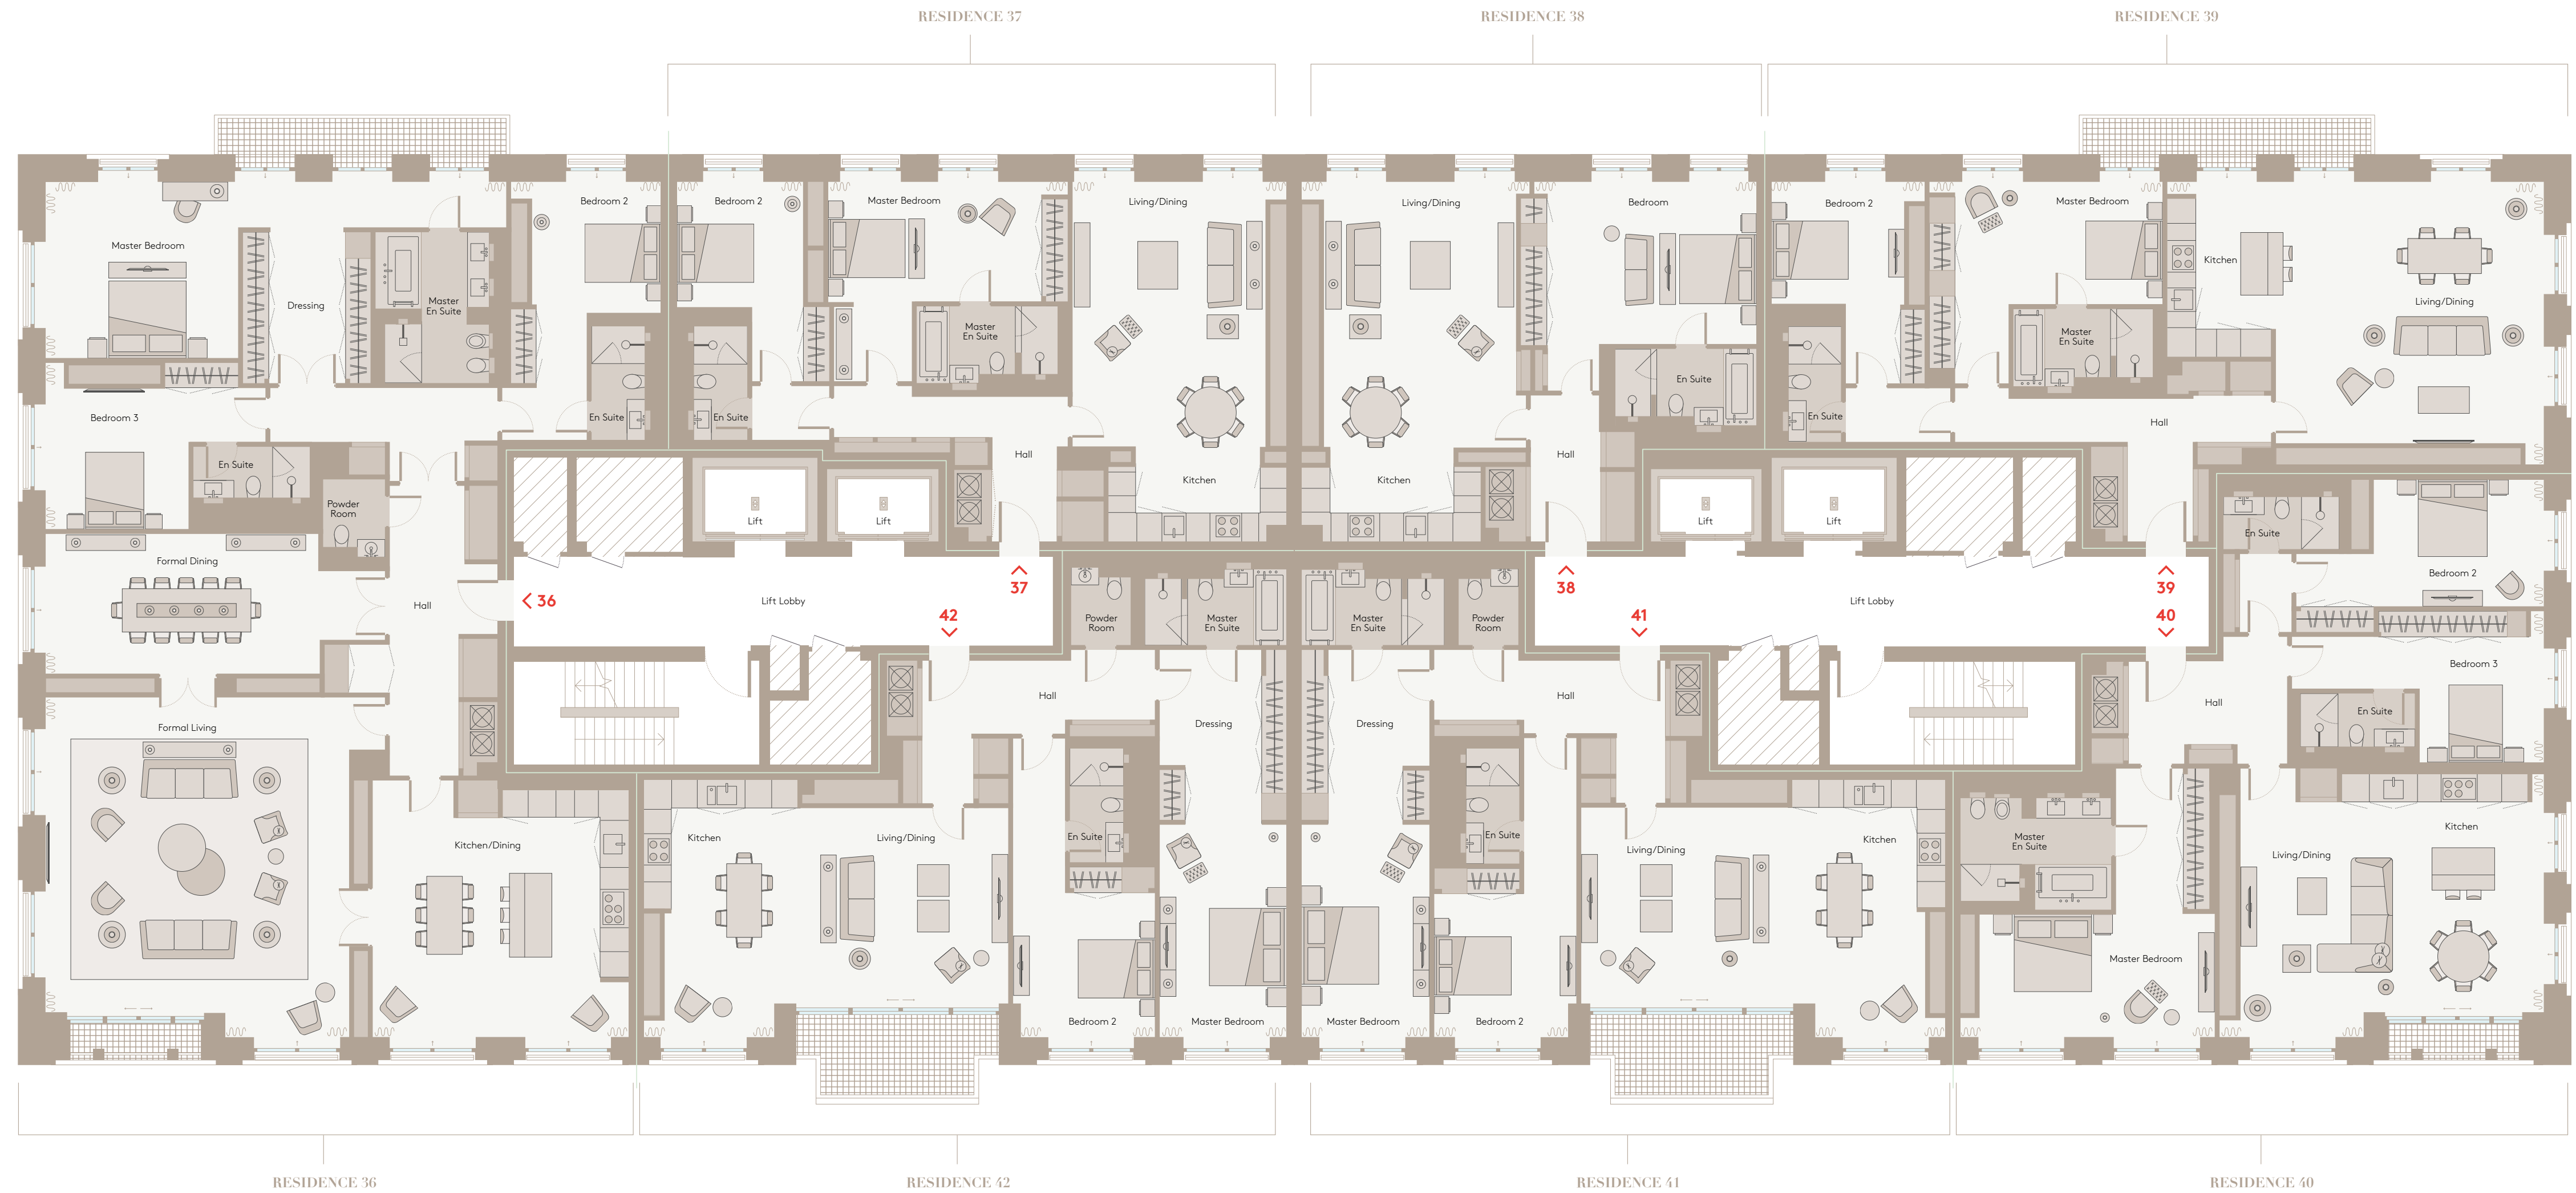 RESIDENCE 37
RESIDENCE 38
RESIDENCE 39
Master Bedroom
Dressing
Master
En Suite
Bedroom 2
En Suite
Bedroom 3
En Suite
Powder
Room
Formal Dining
Hall
Formal Living
Kitchen/Dining
Bedroom 2
En Suite
Master Bedroom
Master
En Suite
Living/Dining
Hall
Kitchen
Lift
Lift
Lift Lobby
36
37
42
Living/Dining
Kitchen
Bedroom
En Suite
Hall
Lift
Lift
Lift Lobby
38
41
39
40
Bedroom 2
En Suite
Master Bedroom
Master
En Suite
Kitchen
Living/Dining
Hall
Powder
Room
Master
En Suite
Hall
Dressing
Kitchen
Living/Dining
En Suite
Bedroom 2
Master Bedroom
Master
En Suite
Powder
Room
Dressing
Hall
En Suite
Living/Dining
Kitchen
Master Bedroom
Bedroom 2
En Suite
Bedroom 2
Bedroom 3
En Suite
Hall
Master
En Suite
Master Bedroom
Living/Dining
Kitchen
RESIDENCE 36
RESIDENCE 42
RESIDENCE 41
RESIDENCE 40